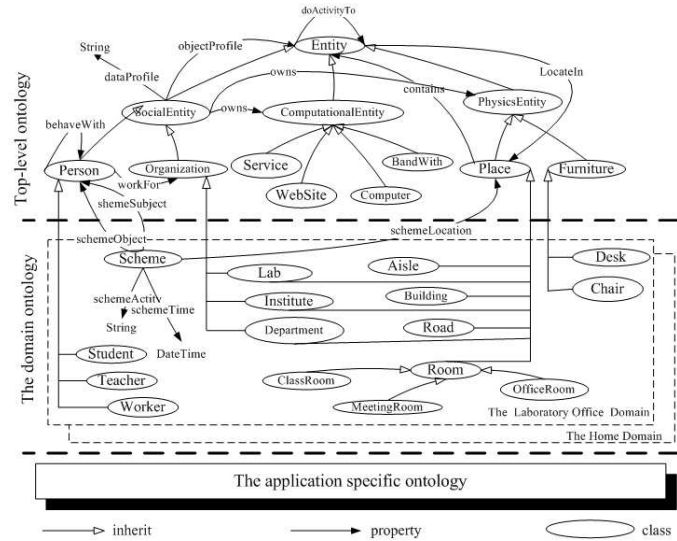 doActivityTo
String
objectProfile
Entity
dataProfile
owns
LocateIn
contains
SocialEntity
owns
ComputationalEntity
PhysicsEntity
behaveWith
Top-level ontology
Person
Organization
Service
BandWith
Place
Furniture
workFor
WebSite
Computer
shemeSubject
schemeObject
schemeLocation
Scheme
Lab
Aisle
Desk
schemeActiv
schemeTime
Institute
Building
Chair
String
Department
Road
The domain ontology
DateTime
Student
Room
ClassRoom
Teacher
OfficeRoom
Worker
MeetingRoom
The Laboratory Office Domain
The Home Domain
The application specific ontology
inherit
property
class